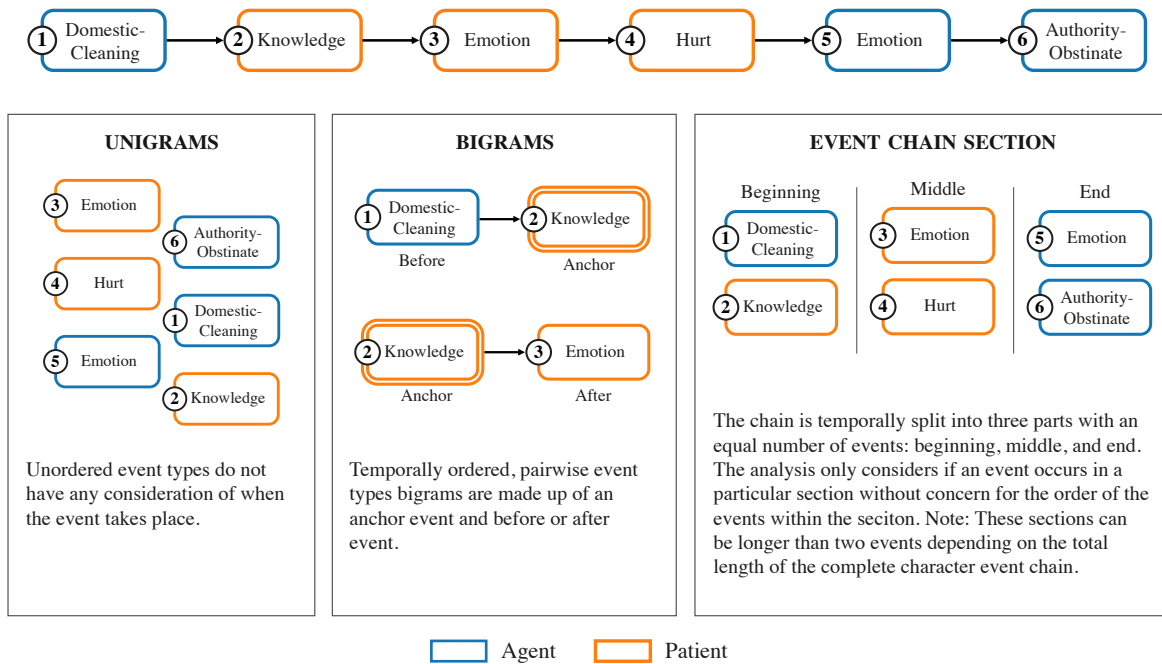 1 Domestic-
Cleaning
2 Knowledge
3 Emotion
4 Hurt
5 Emotion
6 Authority-
Obstinate
UNIGRAMS
3 Emotion
6 Authority-
Obstinate
4 Hurt
1 Domestic-
Cleaning
5 Emotion
2 Knowledge
Unordered event types do not
have any consideration of when
the event takes place.
BIGRAMS
1 Domestic-
Cleaning
Before
2 Knowledge
Anchor
2 Knowledge
Anchor
3 Emotion
After
Temporally ordered, pairwise event
types bigrams are made up of an
anchor event and before or after
event.
EVENT CHAIN SECTION
Beginning
1 Domestic-
Cleaning
2 Knowledge
Middle
3 Emotion
4 Hurt
End
5 Emotion
6 Authority-
Obstinate
The chain is temporally split into three parts with an
equal number of events: beginning, middle, and end.
The analysis only considers if an event occurs in a
particular section without concern for the order of the
events within the seciton. Note: These sections can
be longer than two events depending on the total
length of the complete character event chain.
Agent
Patient